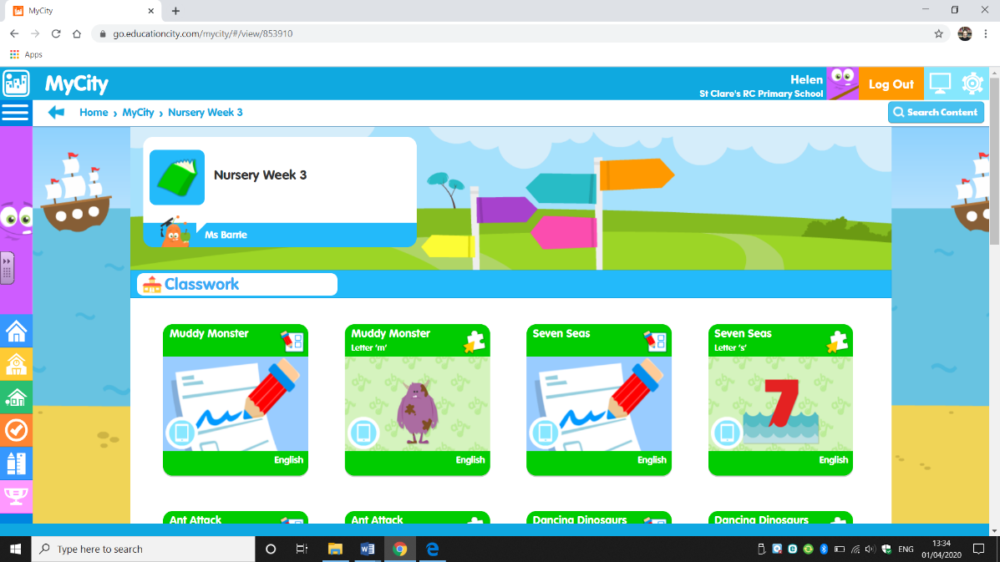 MyCity
go.educationcity.com/mycity/#/view/853910
Apps
MyCity
Helen
St Clare's RC Primary School
Log Out
Home › MyCity › Nursery Week 3
Search Content
Nursery Week 3
Ms Barrie
Classwork
Muddy Monster
English
Muddy Monster
Letter 'm'
English
Seven Seas
English
Seven Seas
Letter 's'
7
English
Ant Attack
Ant Attack
Dancing Dinosaurs
Dancing Dinosaurs
Type here to search
ENG
13:34
01/04/2020